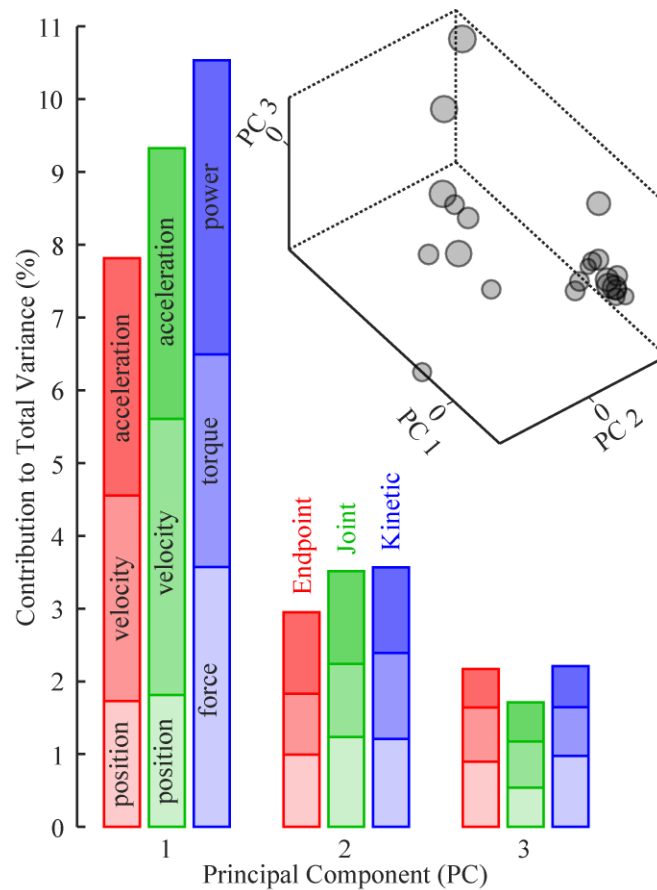 Contribution to Total Variance (%)
11
10
9
8
7
6
5
4
3
2
1
0
position
velocity
acceleration
position
velocity
acceleration
force
torque
power
Endpoint
Joint
Kinetic
PC 3
0
PC 1
0
PC 2
0
1
2
3
Principal Component (PC)